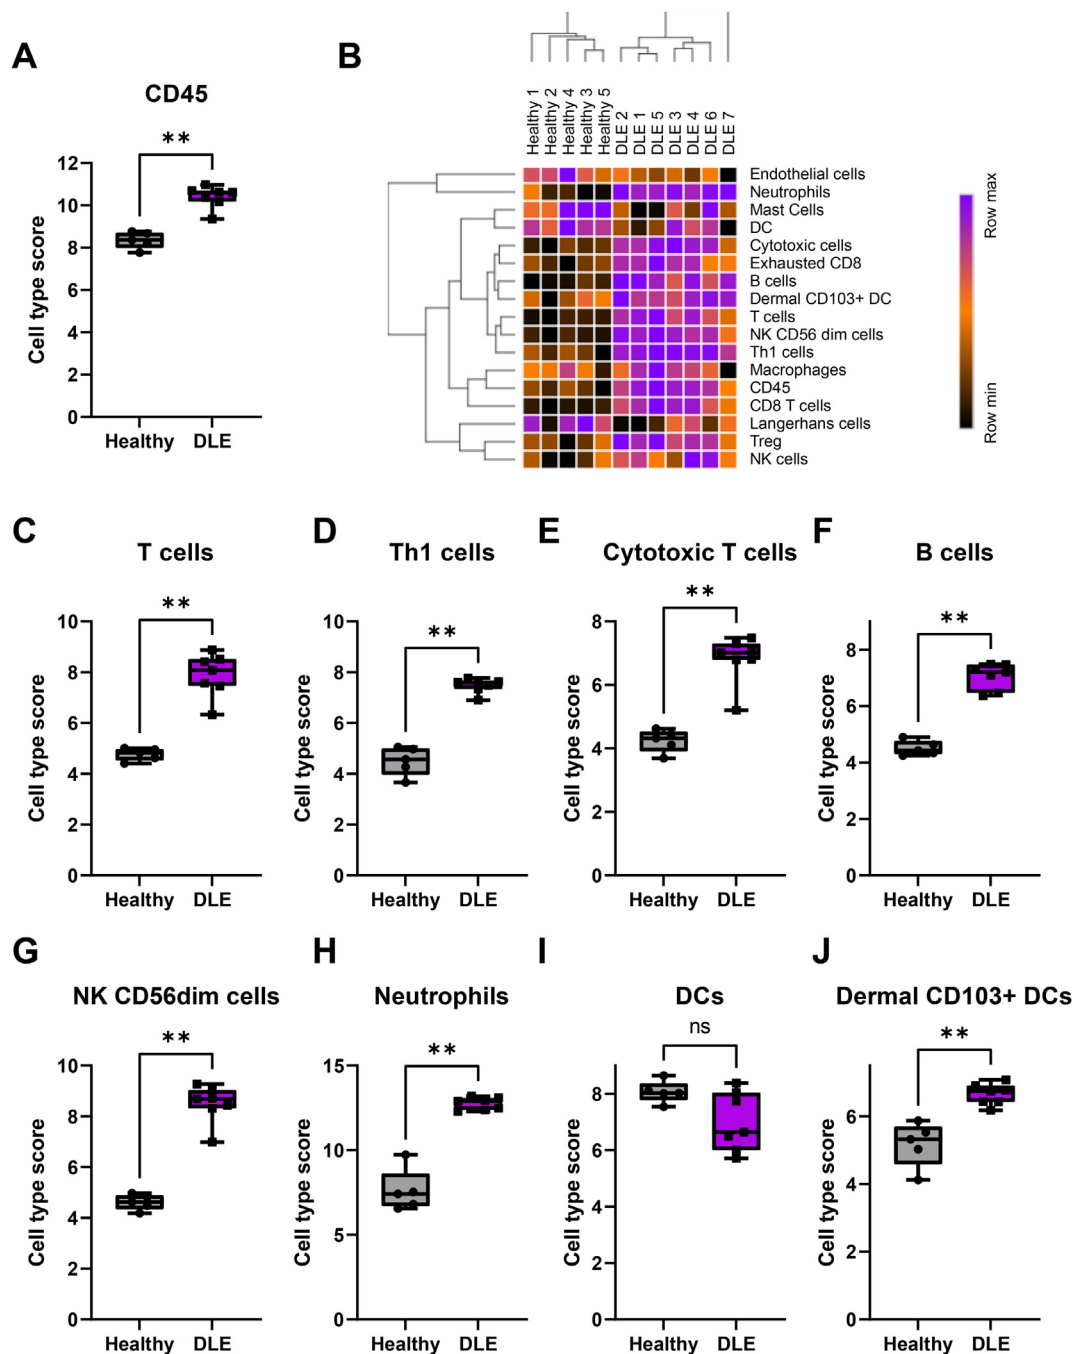 A
CD45
**
Cell type score
12
10
8
6
4
2
0
Healthy
DLE
B
Healthy 1
Healthy 2
Healthy 4
Healthy 3
Healthy 5
DLE 2
DLE 1
DLE 5
DLE 3
DLE 4
DLE 6
DLE 7
Endothelial cells
Neutrophils
Mast Cells
DC
Cytotoxic cells
Exhausted CD8
B cells
Dermal CD103+ DC
T cells
NK CD56 dim cells
Th1 cells
Macrophages
CD45
CD8 T cells
Langerhans cells
Treg
NK cells
Row max
Row min
C
T cells
**
Cell type score
10
8
6
4
2
0
Healthy
DLE
D
Th1 cells
**
Cell type score
10
8
6
4
2
0
Healthy
DLE
E
Cytotoxic T cells
**
Cell type score
8
6
4
2
0
Healthy
DLE
F
B cells
**
Cell type score
8
6
4
2
0
Healthy
DLE
G
NK CD56dim cells
**
Cell type score
10
8
6
4
2
0
Healthy
DLE
H
Neutrophils
**
Cell type score
15
10
5
0
Healthy
DLE
I
DCs
ns
Cell type score
8
6
4
2
0
Healthy
DLE
J
Dermal CD103+ DCs
**
Cell type score
6
4
2
0
Healthy
DLE